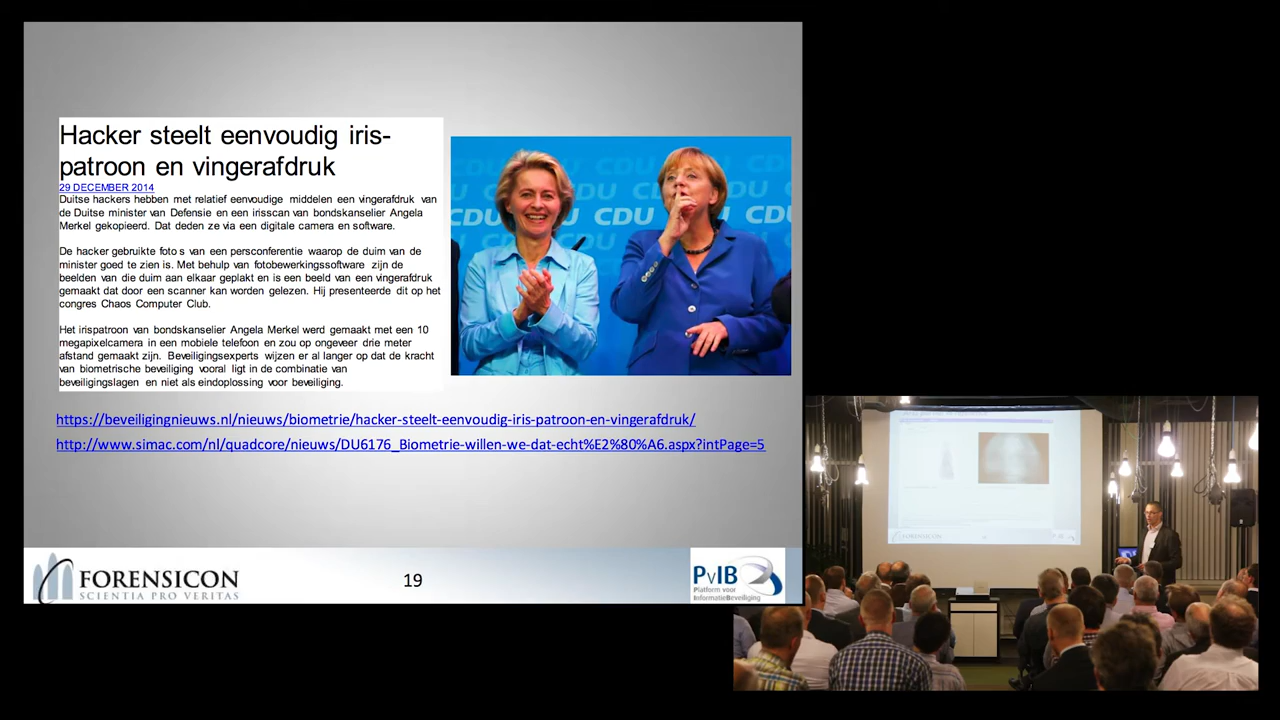 Hacker steelt eenvoudig iris-
patroon en vingerafdruk
29 DECEMBER 2014
Duitse hackers hebben met relatief eenvoudige middelen een vingerafdruk van
de Duitse minister van Defensie en een irisscan van bondskanselier Angela
Merkel gekopieerd. Dat deden ze via een digitale camera en software.
De hacker gebruikte foto s van een persconferentie waarop de duim van de
minister goed te zien is. Met behulp van fotobewerkingssoftware zijn de
beelden van die duim aan elkaar geplakt en is een beeld van een vingerafdruk
gemaakt dat door een scanner kan worden gelezen. Hij presenteerde dit op het
congres Chaos Computer Club.
Het irispatroon van bondskanselier Angela Merkel werd gemaakt met een 10
megapixelcamera in een mobiele telefoon en zou op ongeveer drie meter
afstand gemaakt zijn. Beveiligingsexperts wijzen er al langer op dat de kracht
van biometrische beveiliging vooral ligt in de combinatie van
beveiligingslagen en niet als eindoplossing voor beveiliging.
CDU CDU CD
CDU CDU CDU
https://beveiligingnieuws.nl/nieuws/biometrie/hacker-steelt-eenvoudig-iris-patroon-en-vingerafdruk/
http://www.simac.com/nl/quadcore/nieuws/DU6176_Biometrie-willen-we-dat-echt%E2%80%A6.aspx?intPage=5
FORENSICON
SCIENTIA PRO VERITAS
19
PvIB
Platform voor
InformatieBeveiliging
FORENSICON